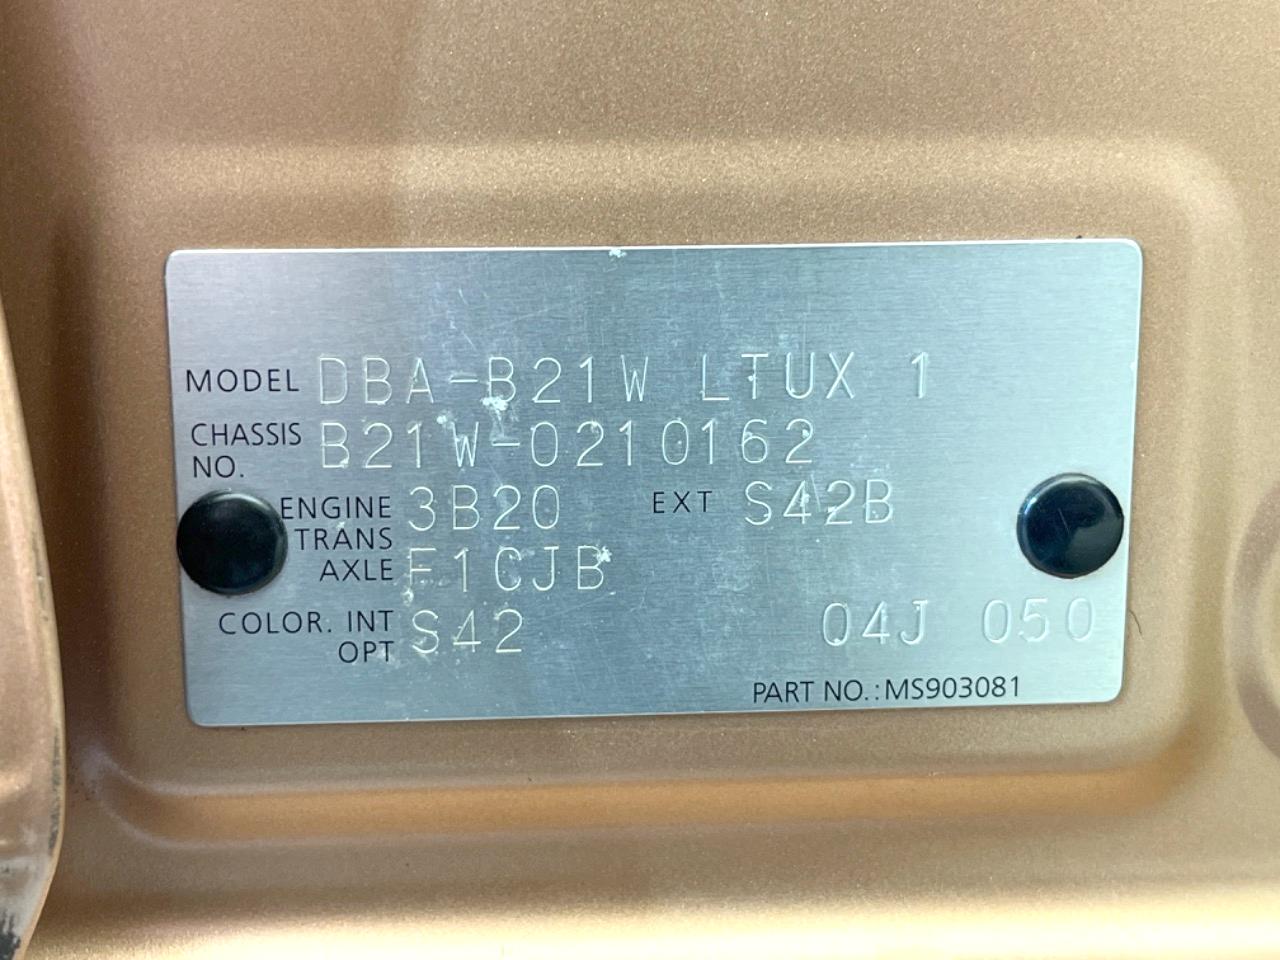 MODEL DBA-B21W LTUX 1
CHASSIS NO. B21W-0210162
ENGINE 3B20 EXT S42B
TRANS AXLE F1CJB
COLOR. INT OPT S42 04J 050
PART NO.: MS903081